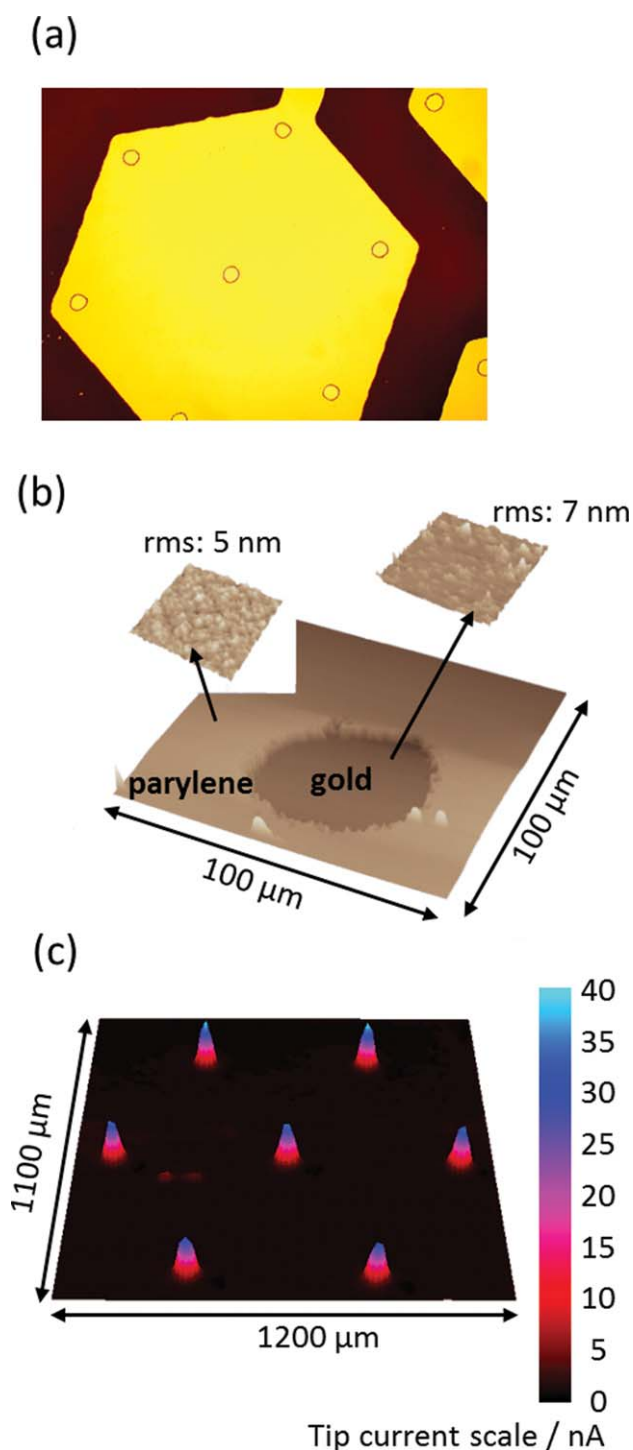 (a)
(b)
rms: 5 nm
rms: 7 nm
parylene
gold
100 µm
100 µm
(c)
1100 µm
1200 µm
40
35
30
25
20
15
10
5
0
Tip current scale / nA